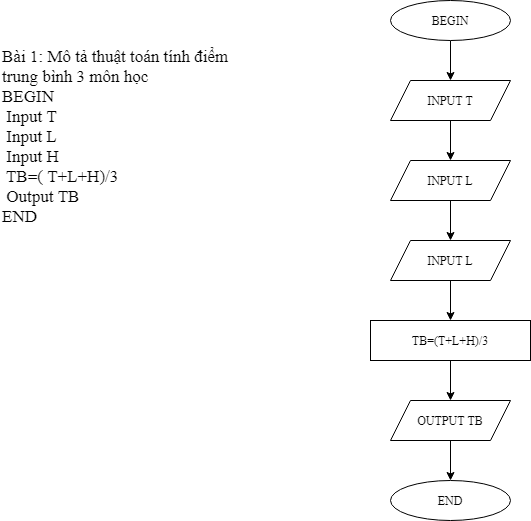 Bài 1: Mô tả thuật toán tính điểm
trung bình 3 môn học
BEGIN
Input T
Input L
Input H
TB=( T+L+H)/3
Output TB
END
BEGIN
INPUT T
INPUT L
INPUT L
TB=(T+L+H)/3
OUTPUT TB
END